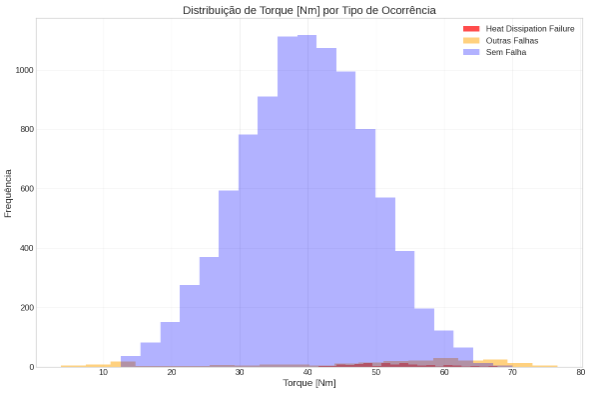 Distribuição de Torque [Nm] por Tipo de Ocorrência
Heat Dissipation Failure
Outras Falhas
Sem Falha
Frequência
1000
800
600
400
200
0
10 20 30 40 50 60 70 80
Torque [Nm]